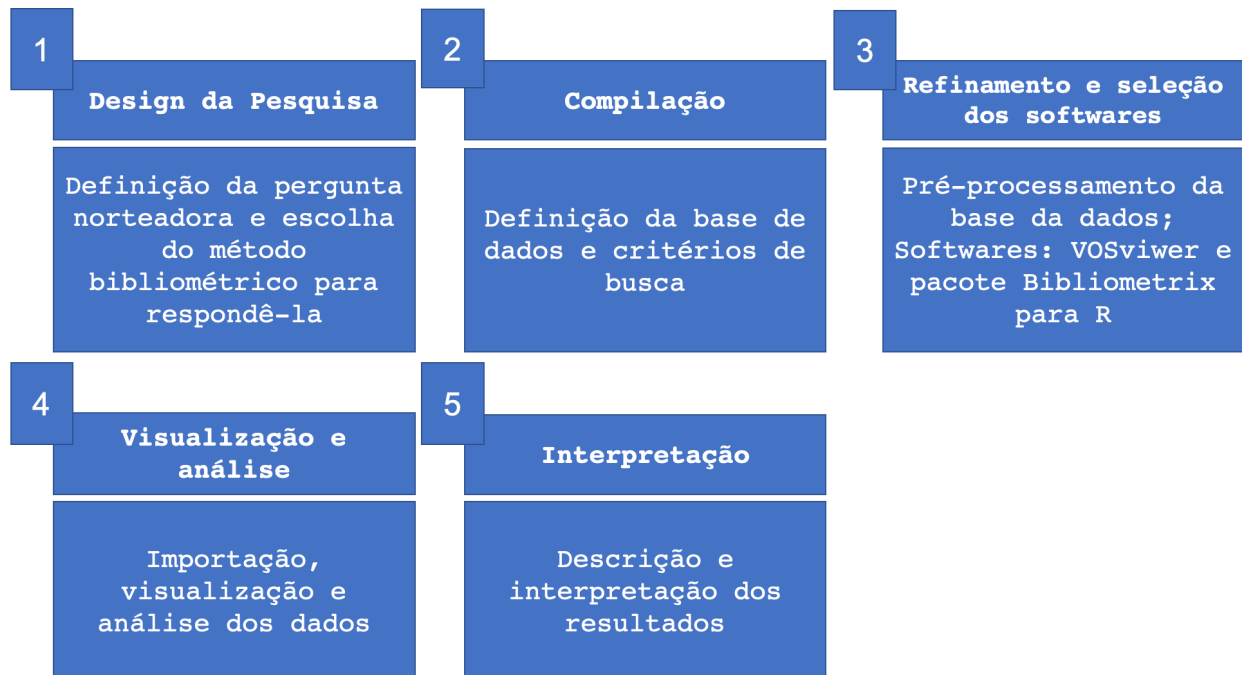 1
Design da Pesquisa
Definição da pergunta
norteadora e escolha
do método
bibliométrico para
respondê-la
2
Compilação
Definição da base de
dados e critérios de
busca
3
Refinamento e seleção
dos softwares
Pré-processamento da
base da dados;
Softwares: VOSviwer e
pacote Bibliometrix
para R
4
Visualização e
análise
Importação,
visualização e
análise dos dados
5
Interpretação
Descrição e
interpretação dos
resultados